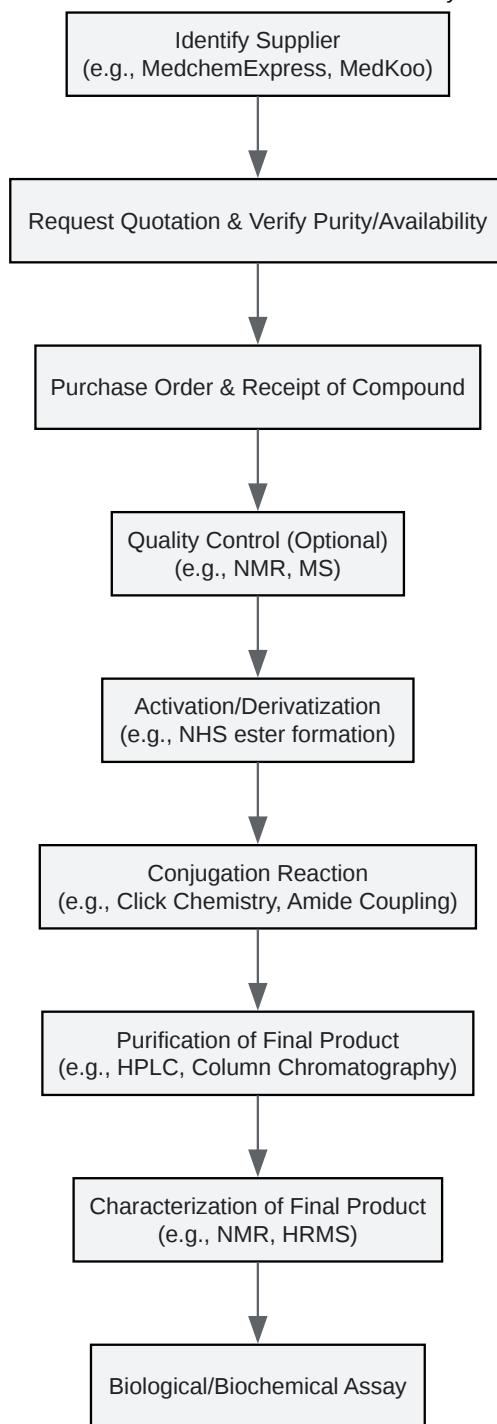 Identify Supplier
(e.g., MedchemExpress, MedKoo)
Request Quotation & Verify Purity/Availability
Purchase Order & Receipt of Compound
Quality Control (Optional)
(e.g., NMR, MS)
Activation/Derivatization
(e.g., NHS ester formation)
Conjugation Reaction
(e.g., Click Chemistry, Amide Coupling)
Purification of Final Product
(e.g., HPLC, Column Chromatography)
Characterization of Final Product
(e.g., NMR, HRMS)
Biological/Biochemical Assay